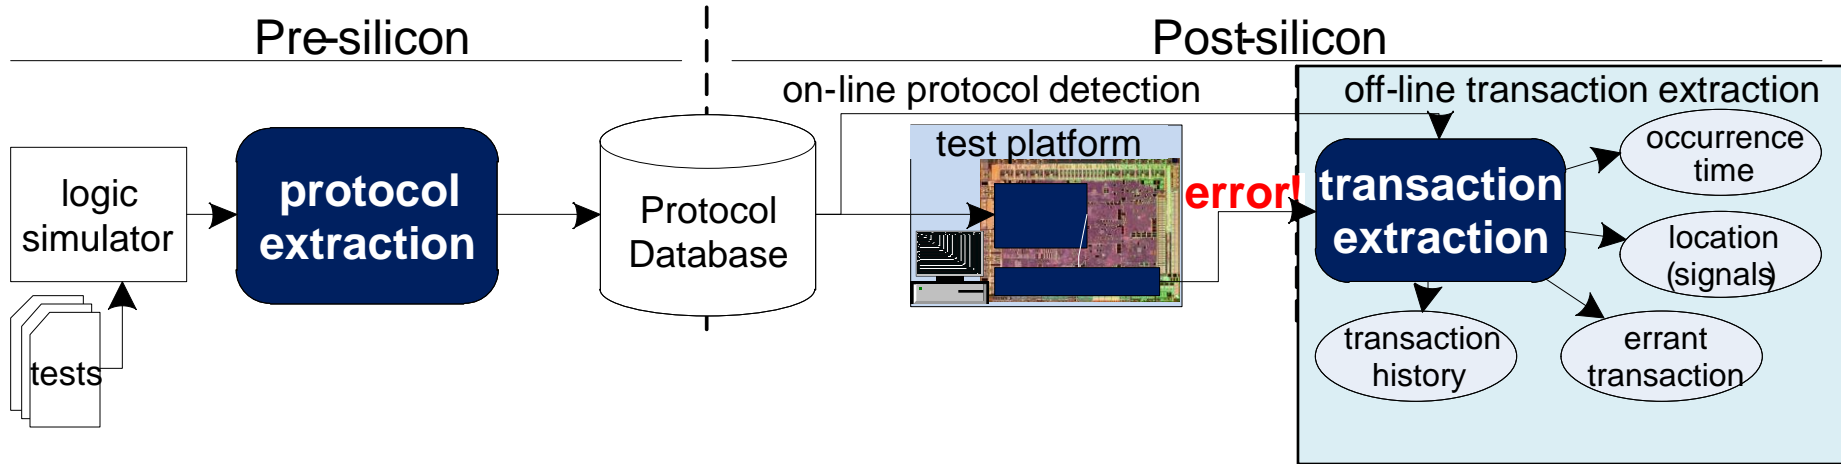 Pre-silicon
Post-silicon
on-line protocol detection
off-line transaction extraction
test platform
occurrence
time
logic
simulator
protocol
extraction
Protocol
Database
error!
transaction
extraction
location
(signals)
tests
transaction
history
errant
transaction